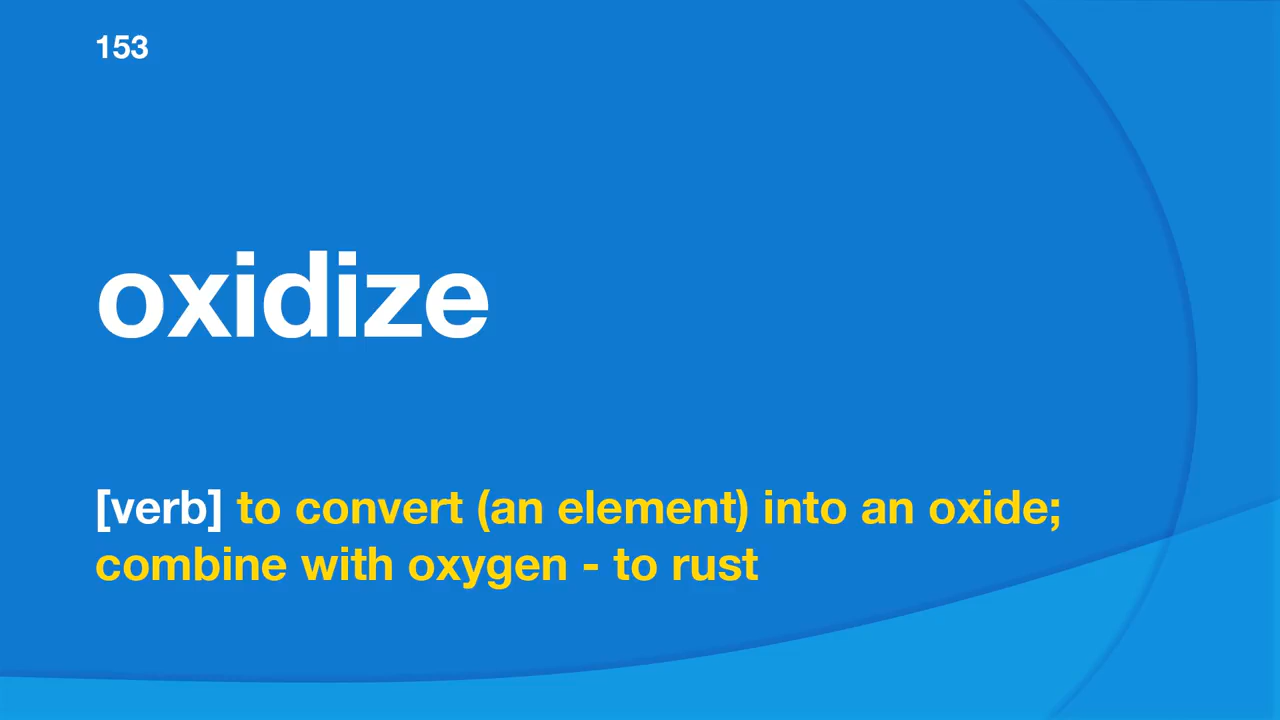 153
oxidize
[verb] to convert (an element) into an oxide;
combine with oxygen - to rust